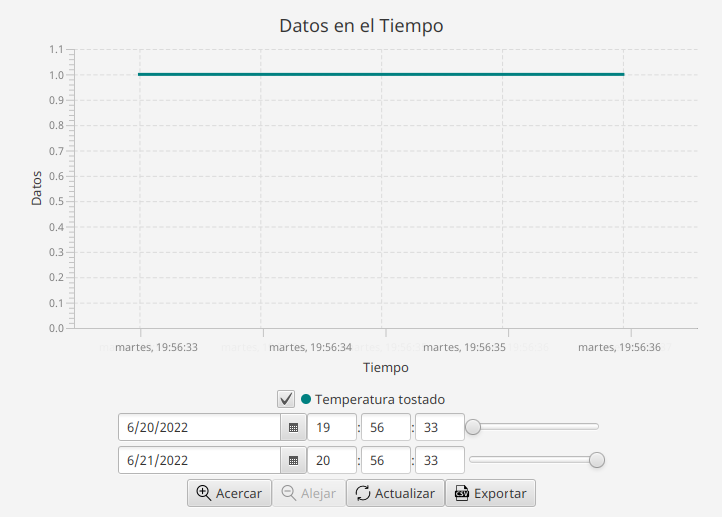 Datos en el Tiempo
1.1
1.0
0.9
0.8
0.7
0.6
0.5
0.4
0.3
0.2
0.1
0.0
Datos
martes, 19:56:33 martes, 19:56:34 martes, 19:56:35 martes, 19:56:36
Tiempo
Temperatura tostado
6/20/2022 19 : 56 : 33
6/21/2022 20 : 56 : 33
Acercar Alejar Actualizar CSV Exportar